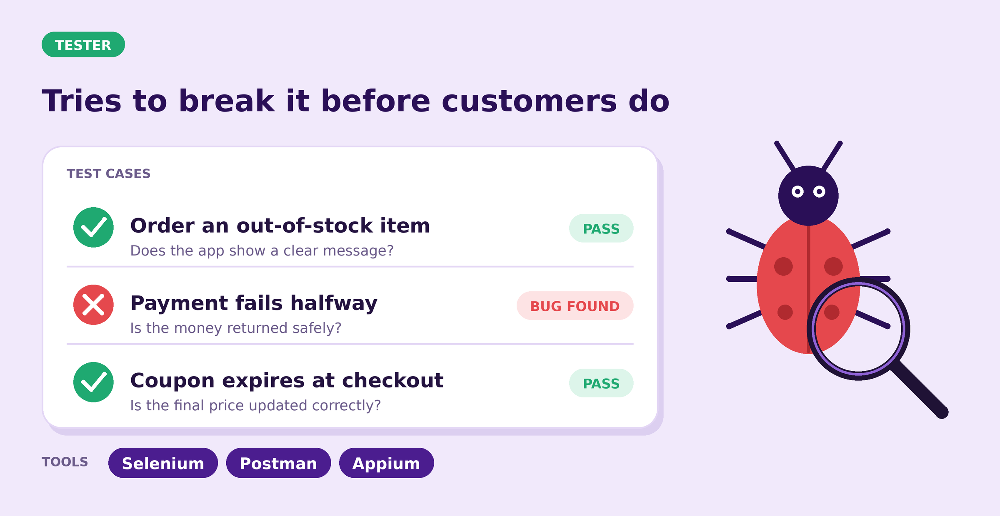 TESTER
Tries to break it before customers do
TEST CASES
Order an out-of-stock item
PASS
Does the app show a clear message?
Payment fails halfway
BUG FOUND
Is the money returned safely?
Coupon expires at checkout
PASS
Is the final price updated correctly?
TOOLS
Selenium
Postman
Appium